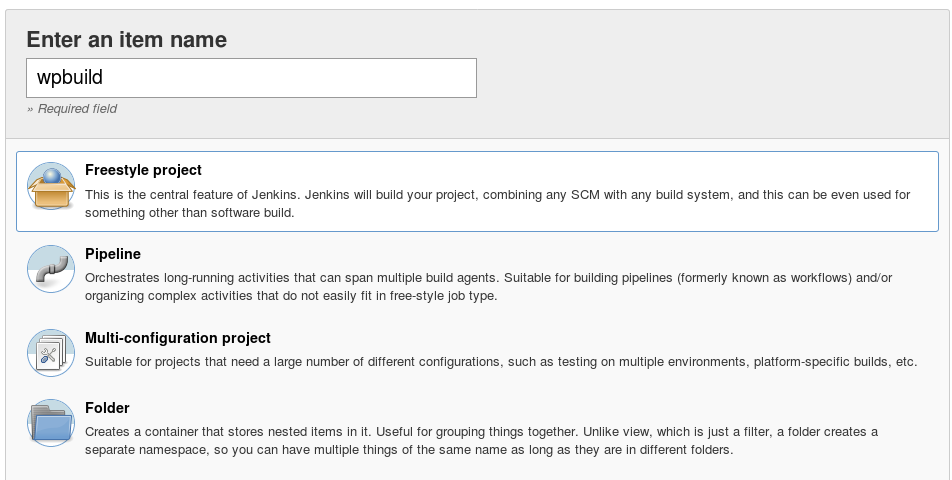 Enter an item name
wpbuild
» Required field
Freestyle project
This is the central feature of Jenkins. Jenkins will build your project, combining any SCM with any build system, and this can be even used for
something other than software build.
Pipeline
Orchestrates long-running activities that can span multiple build agents. Suitable for building pipelines (formerly known as workflows) and/or
organizing complex activities that do not easily fit in free-style job type.
Multi-configuration project
Suitable for projects that need a large number of different configurations, such as testing on multiple environments, platform-specific builds, etc.
Folder
Creates a container that stores nested items in it. Useful for grouping things together. Unlike view, which is just a filter, a folder creates a
separate namespace, so you can have multiple things of the same name as long as they are in different folders.